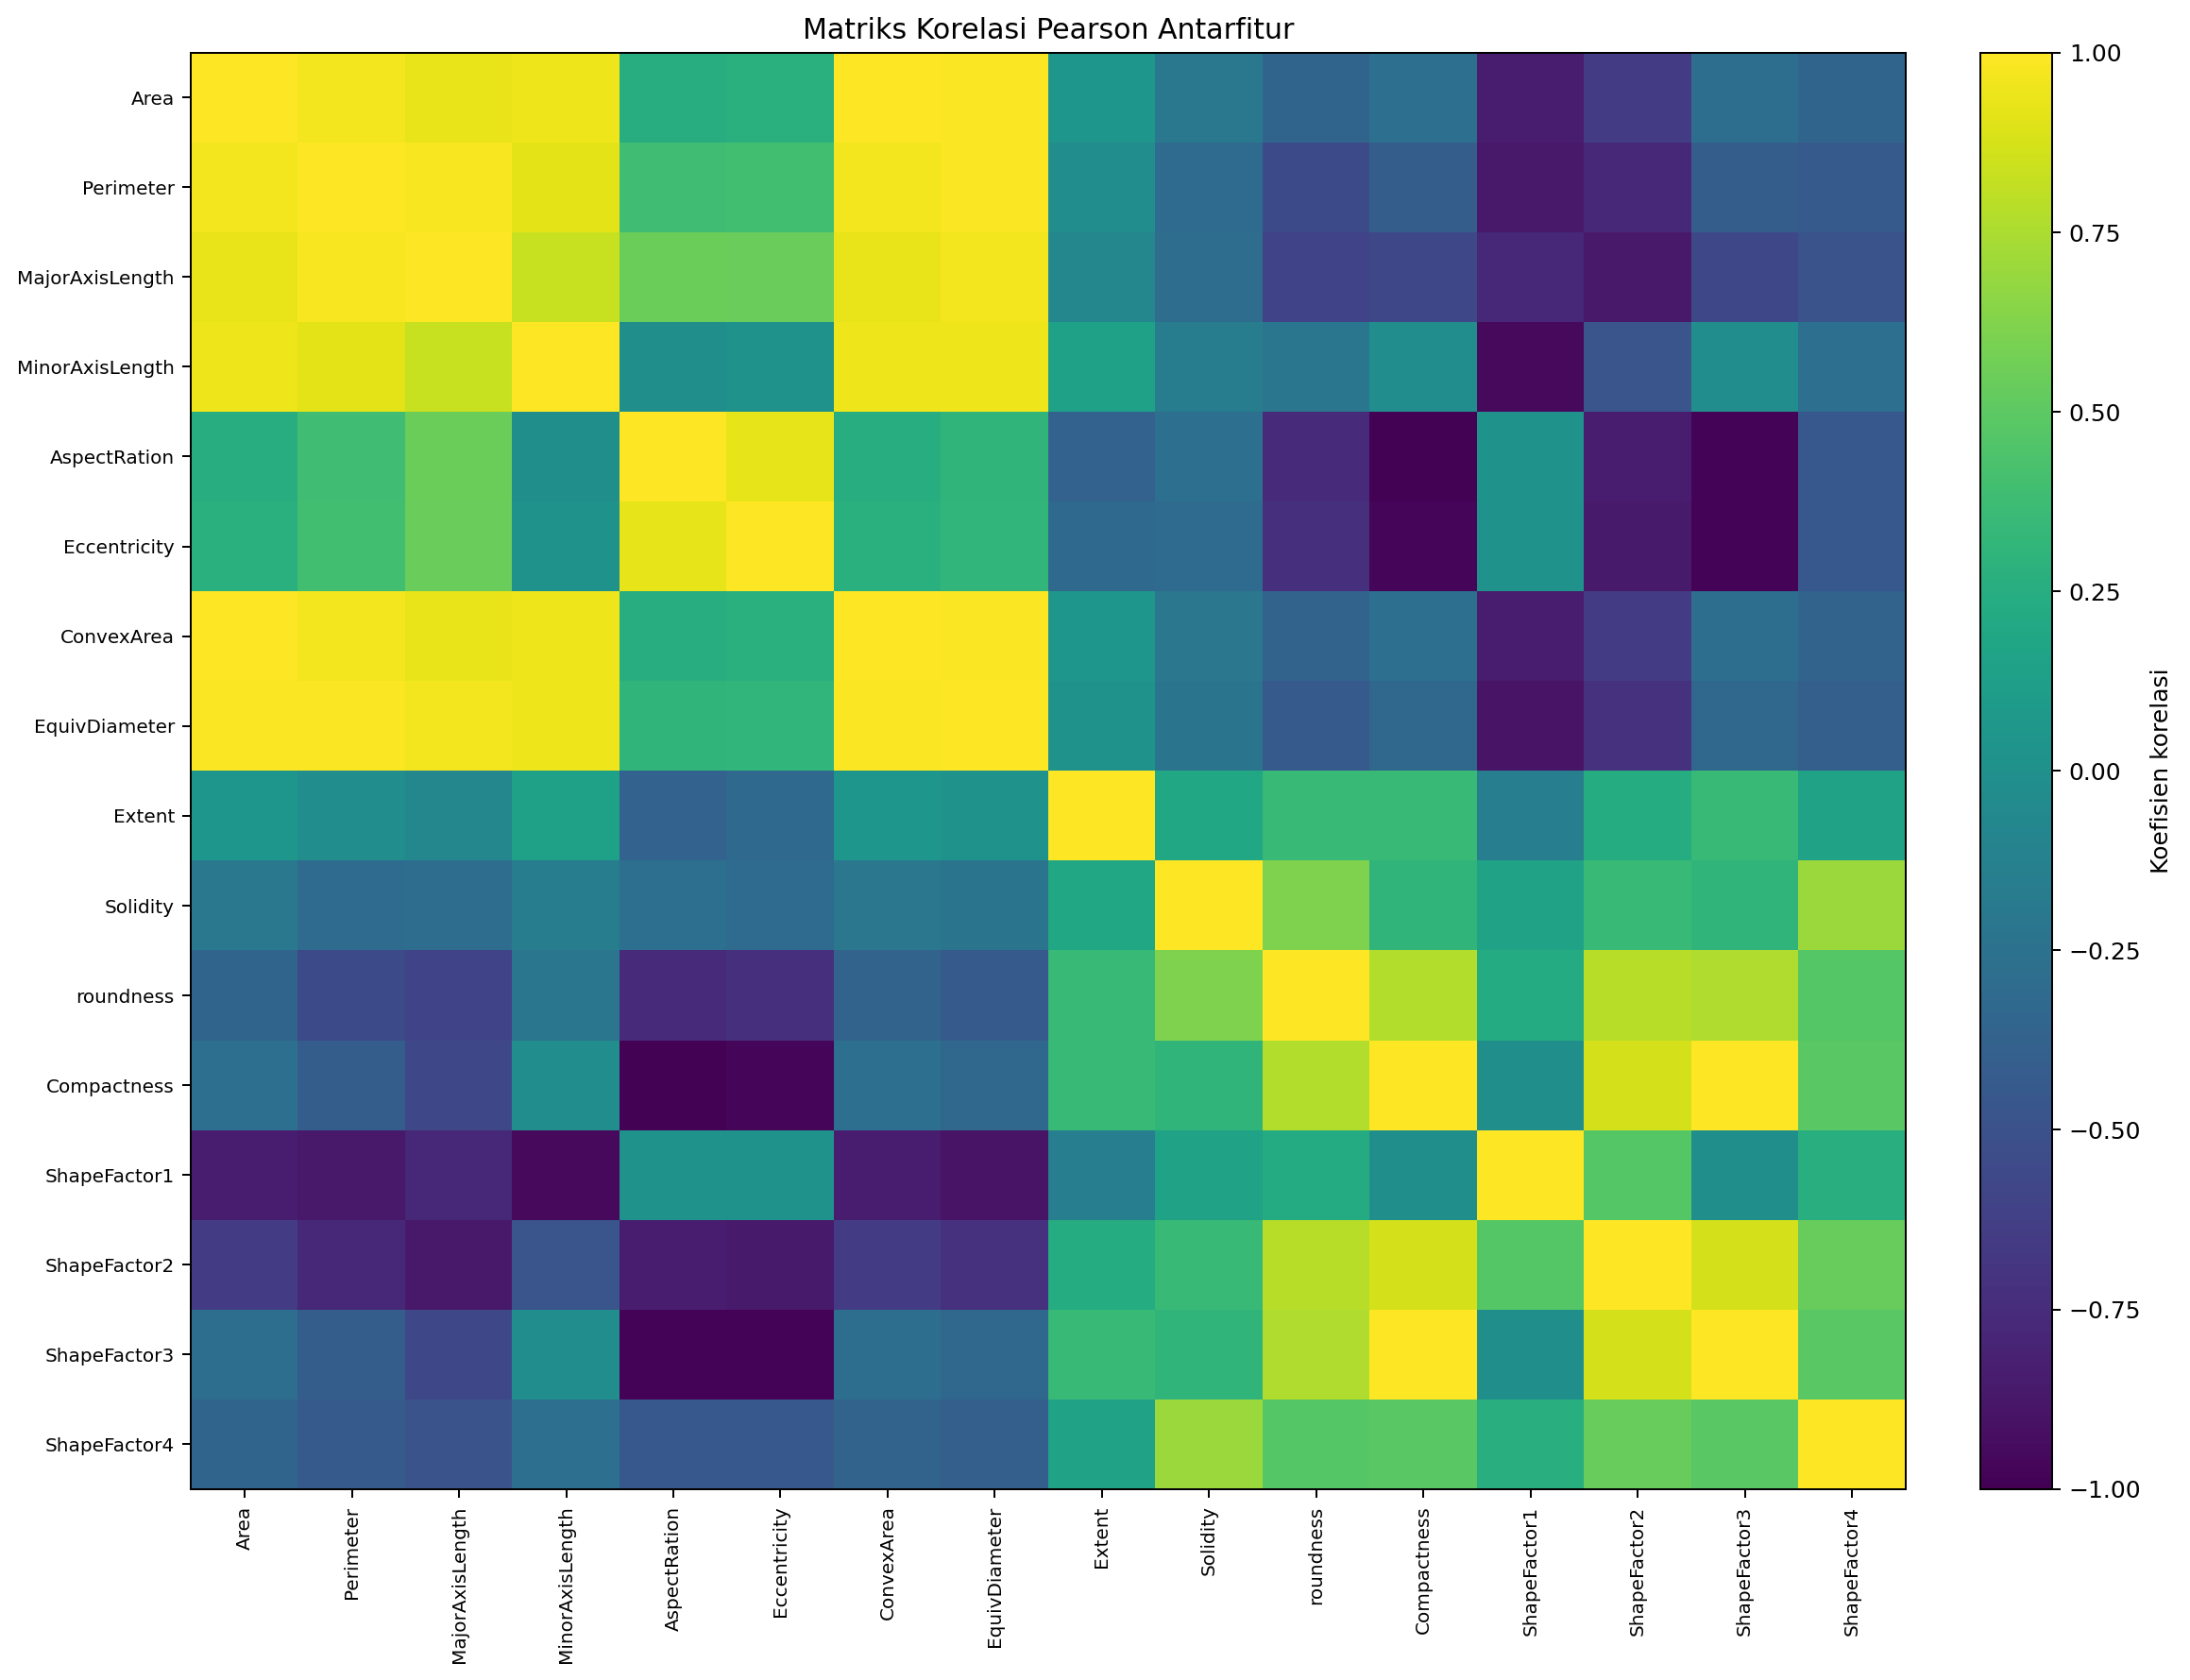 Matriks Korelasi Pearson Antarfitur
Area
Perimeter
MajorAxisLength
MinorAxisLength
AspectRation
Eccentricity
ConvexArea
EquivDiameter
Extent
Solidity
roundness
Compactness
ShapeFactor1
ShapeFactor2
ShapeFactor3
ShapeFactor4
Area
Perimeter
MajorAxisLength
MinorAxisLength
AspectRation
Eccentricity
ConvexArea
EquivDiameter
Extent
Solidity
roundness
Compactness
ShapeFactor1
ShapeFactor2
ShapeFactor3
ShapeFactor4
1.00
0.75
0.50
0.25
0.00
−0.25
−0.50
−0.75
−1.00
Koefisien korelasi